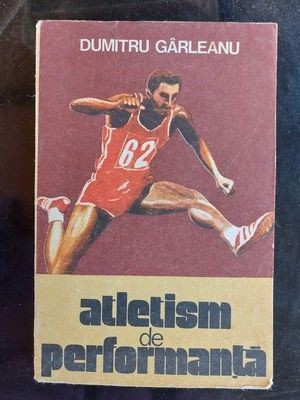 DUMITRU GÂRLEANU
62
atletism
de
performanță